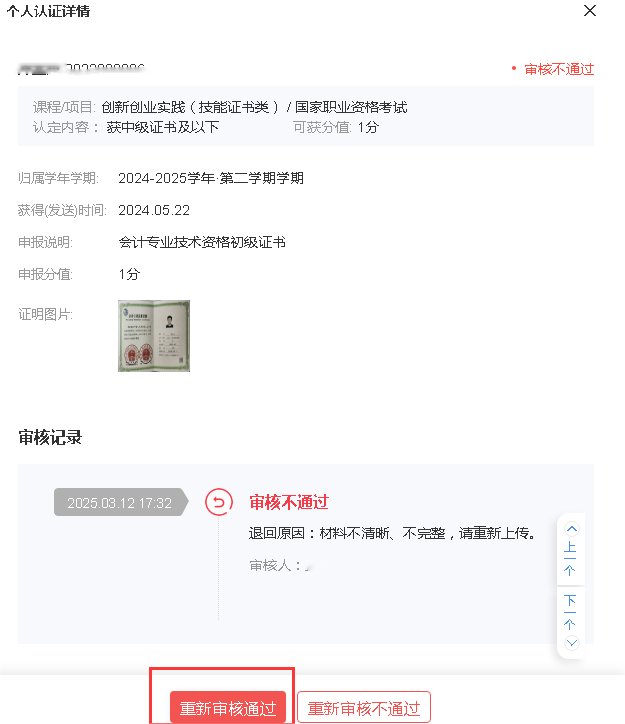 个人认证详情
审核不通过
课程/项目: 创新创业实践（技能证书类） / 国家职业资格考试
认定内容： 获中级证书及以下 可获分值: 1分
归属学年学期: 2024-2025学年·第二学期学期
获得(发送)时间: 2024.05.22
申报说明: 会计专业技术资格初级证书
申报分值: 1分
证明图片:
审核记录
2025.03.12 17:32 审核不通过
退回原因：材料不清晰、不完整，请重新上传。
审核人：
上一个
下一个
重新审核通过 重新审核不通过